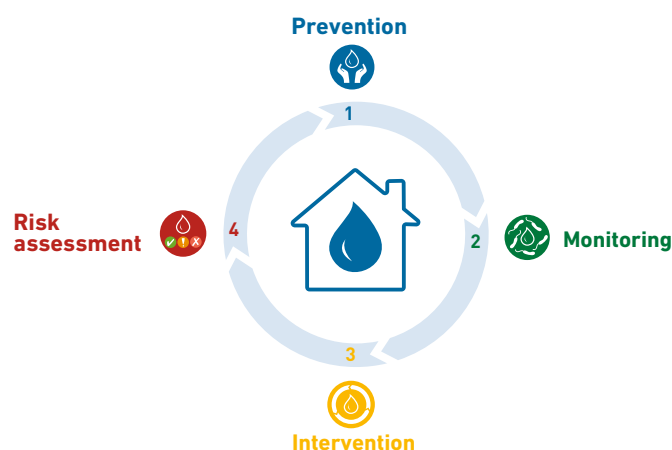 Prevention
1
2
Monitoring
3
Intervention
4
Risk
assessment